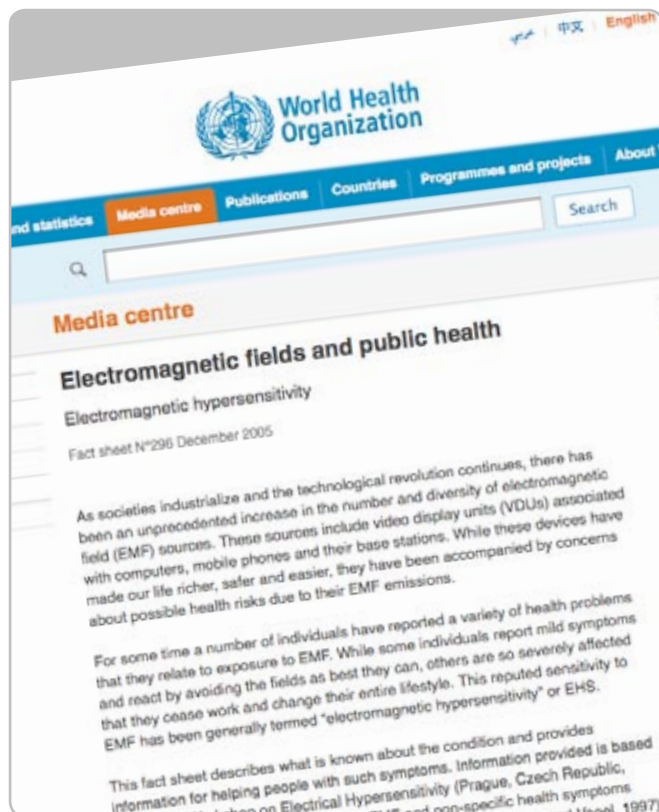 عربي 中文 English
World Health
Organization
nd statistics Media centre Publications Countries Programmes and projects About
Search
Media centre
Electromagnetic fields and public health
Electromagnetic hypersensitivity
Fact sheet N°296 December 2005
As societies industrialize and the technological revolution continues, there has
been an unprecedented increase in the number and diversity of electromagnetic
field (EMF) sources. These sources include video display units (VDUs) associated
with computers, mobile phones and their base stations. While these devices have
made our life richer, safer and easier, they have been accompanied by concerns
about possible health risks due to their EMF emissions.
For some time a number of individuals have reported a variety of health problems
that they relate to exposure to EMF. While some individuals report mild symptoms
and react by avoiding the fields as best they can, others are so severely affected
that they cease work and change their entire lifestyle. This reputed sensitivity to
EMF has been generally termed "electromagnetic hypersensitivity" or EHS.
This fact sheet describes what is known about the condition and provides
information for helping people with such symptoms. Information provided is based
on Electrical Hypersensitivity (Prague, Czech Republic,
and non-specific health symptoms